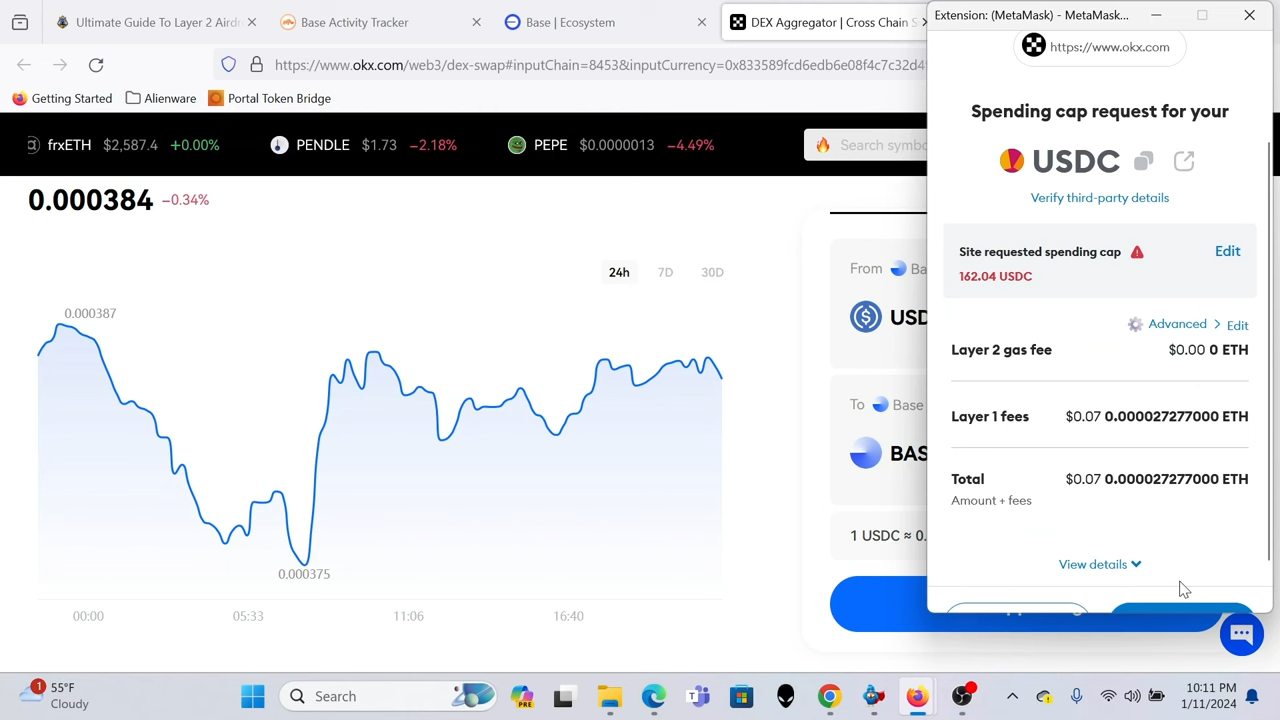 Ultimate Guide To Layer 2 Airdr
Base Activity Tracker
Base | Ecosystem
DEX Aggregator | Cross Chain S
Extension: (MetaMask) - MetaMask...
https://www.okx.com/web3/dex-swap#inputChain=8453&inputCurrency=0x833589fcd6edb6e08f4c7c32d4
Getting Started
Alienware
Portal Token Bridge
frxETH $2,587.4 +0.00%
PENDLE $1.73 −2.18%
PEPE $0.0000013 −4.49%
Search symbo
0.000384 −0.34%
24h 7D 30D
0.000387
0.000375
00:00 05:33 11:06 16:40
From Ba
USD
To Base
BAS
1 USDC ≈ 0.
https://www.okx.com
Spending cap request for your
USDC
Verify third-party details
Site requested spending cap Edit
162.04 USDC
Advanced > Edit
Layer 2 gas fee $0.00 0 ETH
Layer 1 fees $0.07 0.000027277000 ETH
Total $0.07 0.000027277000 ETH
Amount + fees
View details
1
55°F
Cloudy
Search
PRE
10:11 PM
1/11/2024